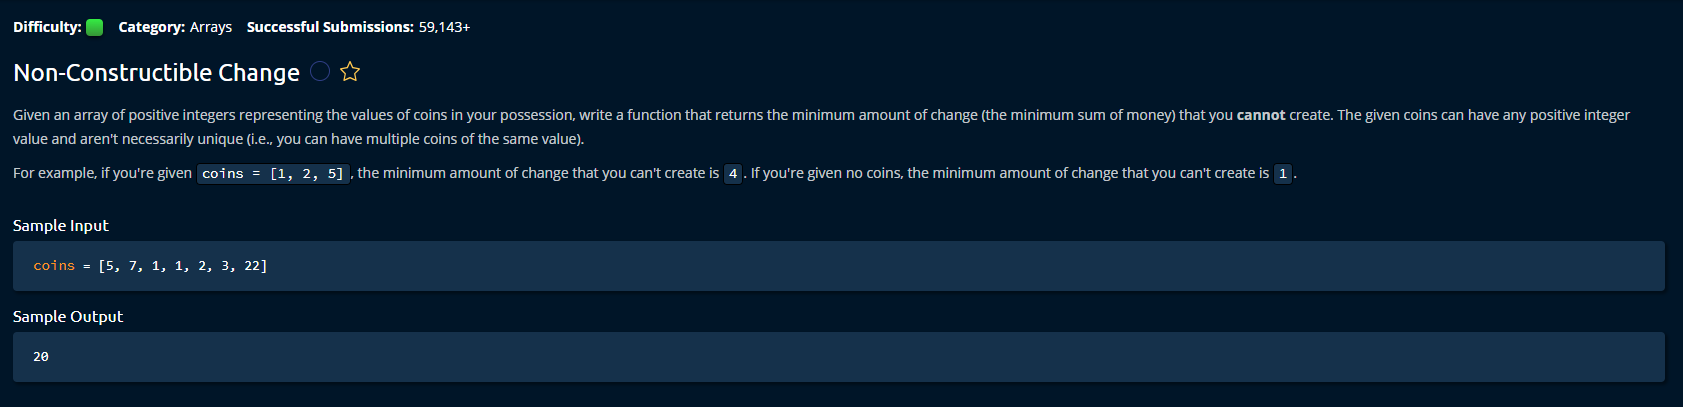 Difficulty: Category: Arrays Successful Submissions: 59,143+
Non-Constructible Change
Given an array of positive integers representing the values of coins in your possession, write a function that returns the minimum amount of change (the minimum sum of money) that you cannot create. The given coins can have any positive integer
value and aren't necessarily unique (i.e., you can have multiple coins of the same value).
For example, if you're given coins = [1, 2, 5], the minimum amount of change that you can't create is 4. If you're given no coins, the minimum amount of change that you can't create is 1.
Sample Input
coins = [5, 7, 1, 1, 2, 3, 22]
Sample Output
20